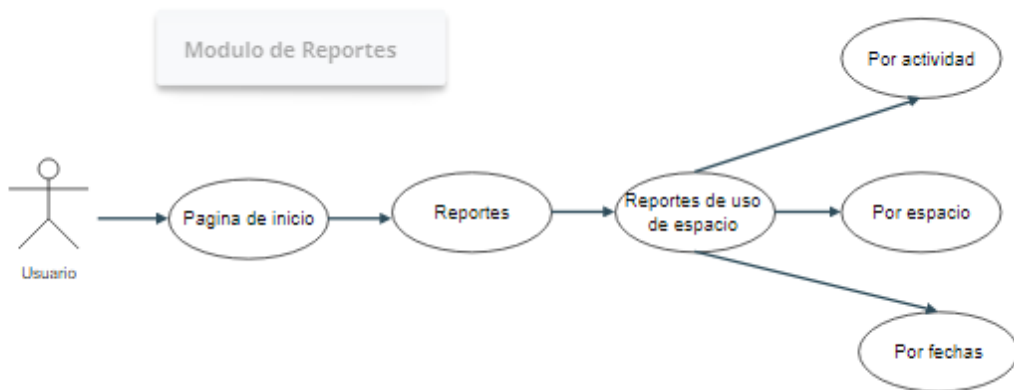 Modulo de Reportes
Usuario
Pagina de inicio
Reportes
Reportes de uso
de espacio
Por actividad
Por espacio
Por fechas